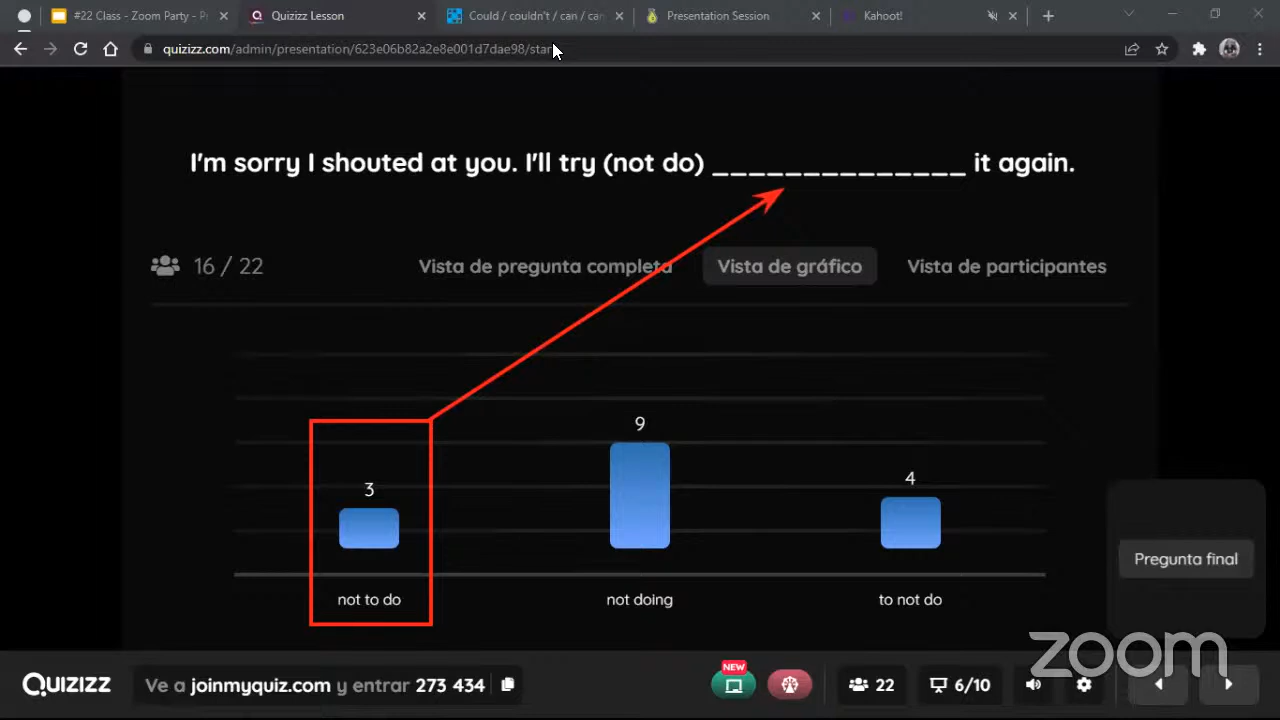 #22 Class - Zoom Party - P
Quizizz Lesson
Could / couldn't / can / can
Presentation Session
Kahoot!
quizizz.com/admin/presentation/623e06b82a2e8e001d7dae98/star
I'm sorry I shouted at you. I'll try (not do) ______________ it again.
16 / 22
Vista de pregunta completa
Vista de gráfico
Vista de participantes
3
9
4
not to do
not doing
to not do
Pregunta final
zoom
Quizizz
Ve a joinmyquiz.com y entrar 273 434
NEW
22
6/10